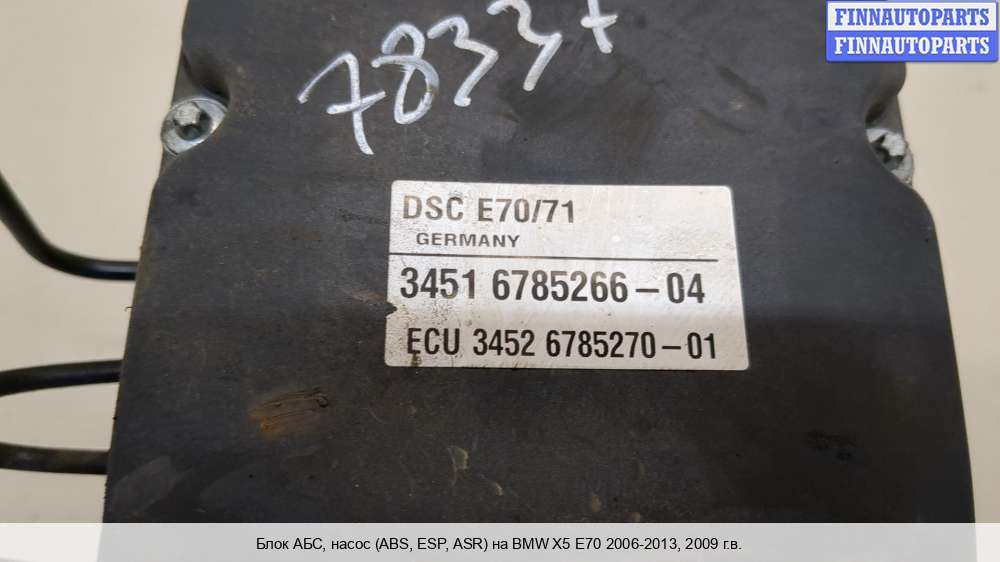 FINNAUTOPARTS
FINNAUTOPARTS
7833+
DSC E70/71
GERMANY
3451 6785266-04
ECU 3452 6785270-01
Блок АБС, насос (ABS, ESP, ASR) на BMW X5 E70 2006-2013, 2009 г.в.